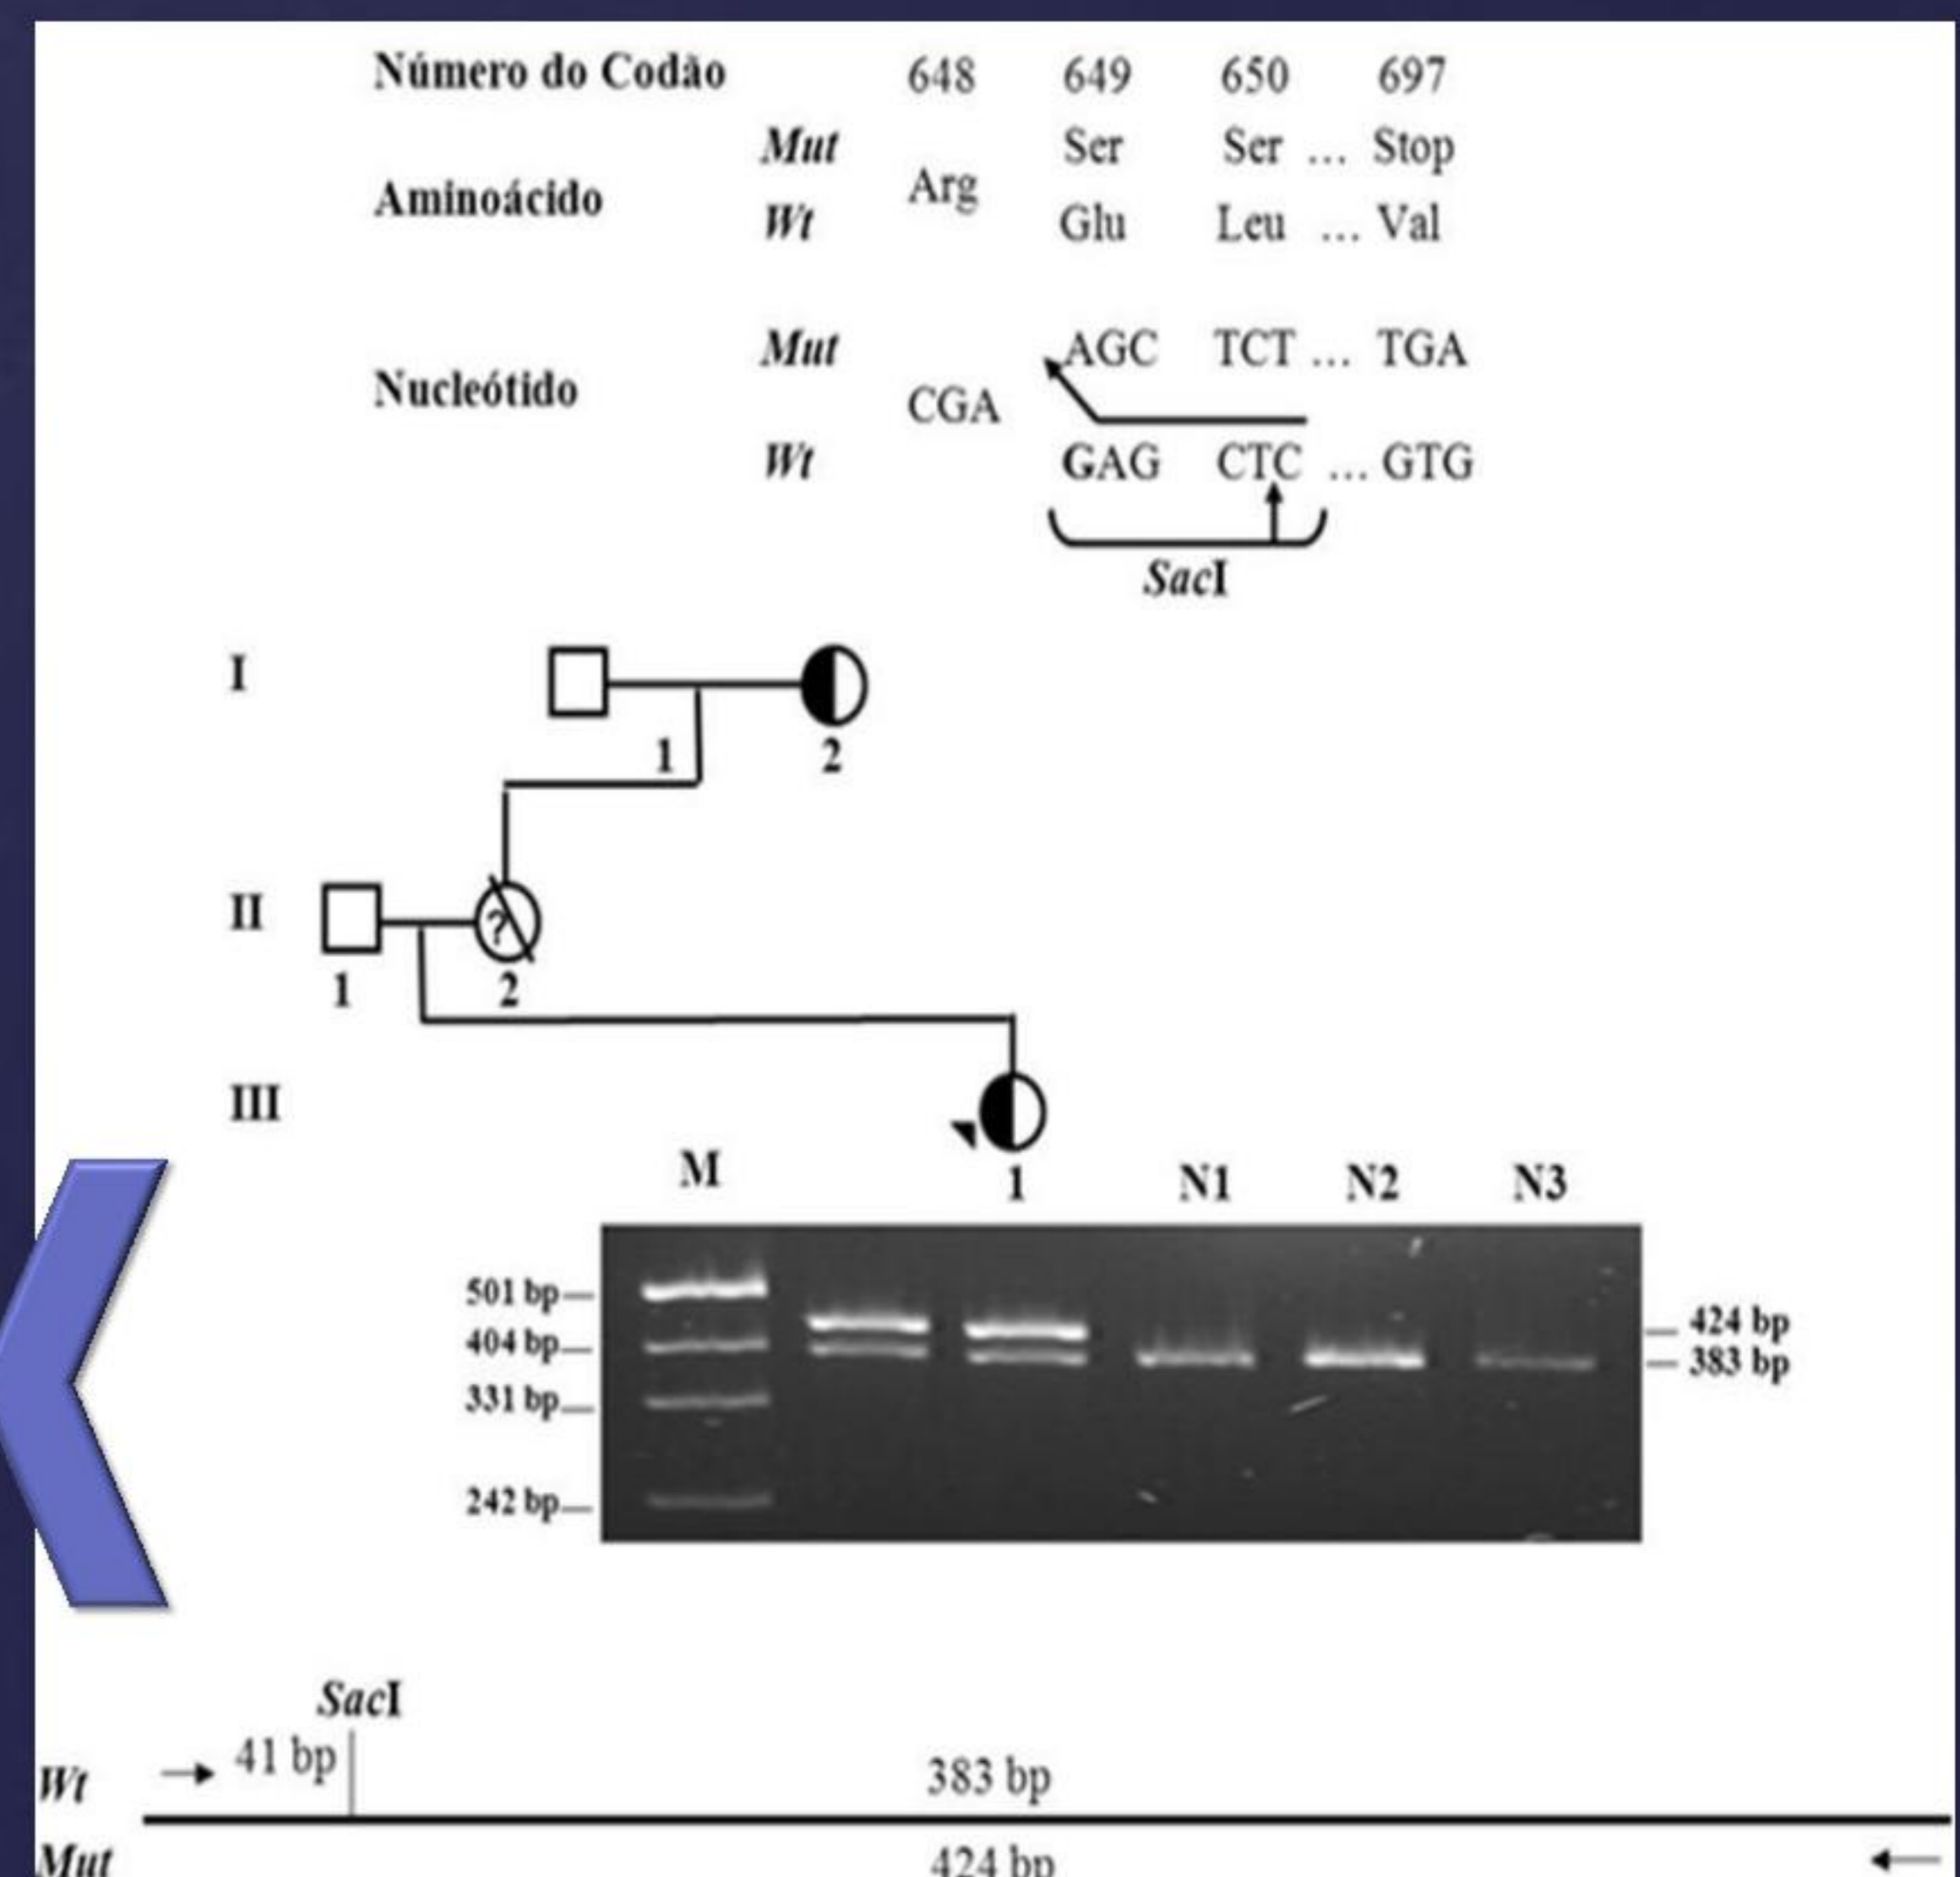 Número do Codão 648 649 650 697
Mut Ser Ser ... Stop
Aminoácido Arg
Wt Glu Leu ... Val
Mut AGC TCT ... TGA
Nucleótido CGA
Wt GAG CTC ... GTG
SacI
I
1 2
II ?
1 2
III
M 1 N1 N2 N3
501 bp
424 bp
404 bp
383 bp
331 bp
242 bp
SacI
Wt 41 bp 383 bp
Mut 424 bp